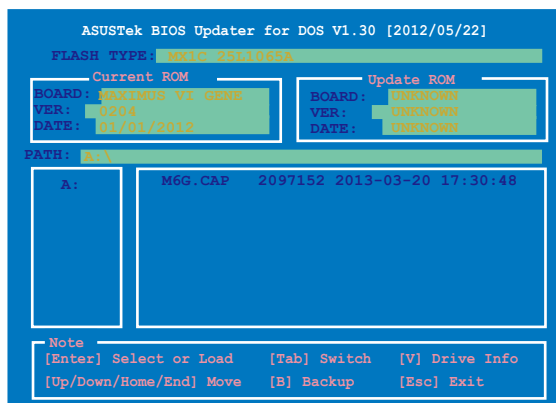 ASUSTek BIOS Updater for DOS V1.30 [2012/05/22]
FLASH TYPE: MX1C 25L1065A
Current ROM
BOARD: MAXIMUS VI GENE
VER: 0204
DATE: 01/01/2012
Update ROM
BOARD: UNKNOWN
VER: UNKNOWN
DATE: UNKNOWN
PATH: A:\
A:
M6G.CAP 2097152 2013-03-20 17:30:48
Note
[Enter] Select or Load [Tab] Switch [V] Drive Info
[Up/Down/Home/End] Move [B] Backup [Esc] Exit